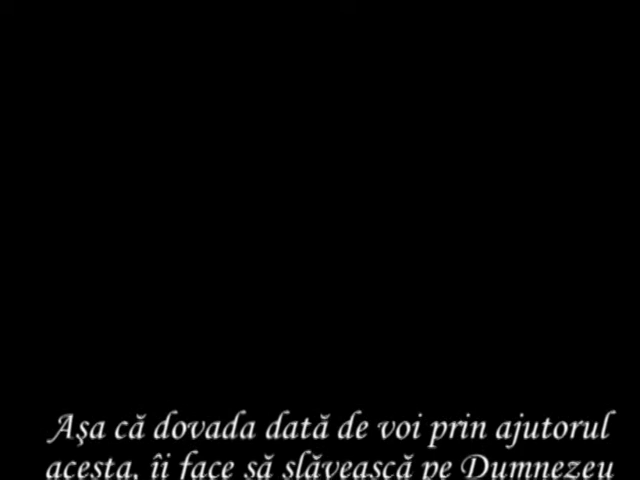 Aşa că dovada dată de voi prin ajutorul
acesta, îi face să slăvească pe Dumnezeu